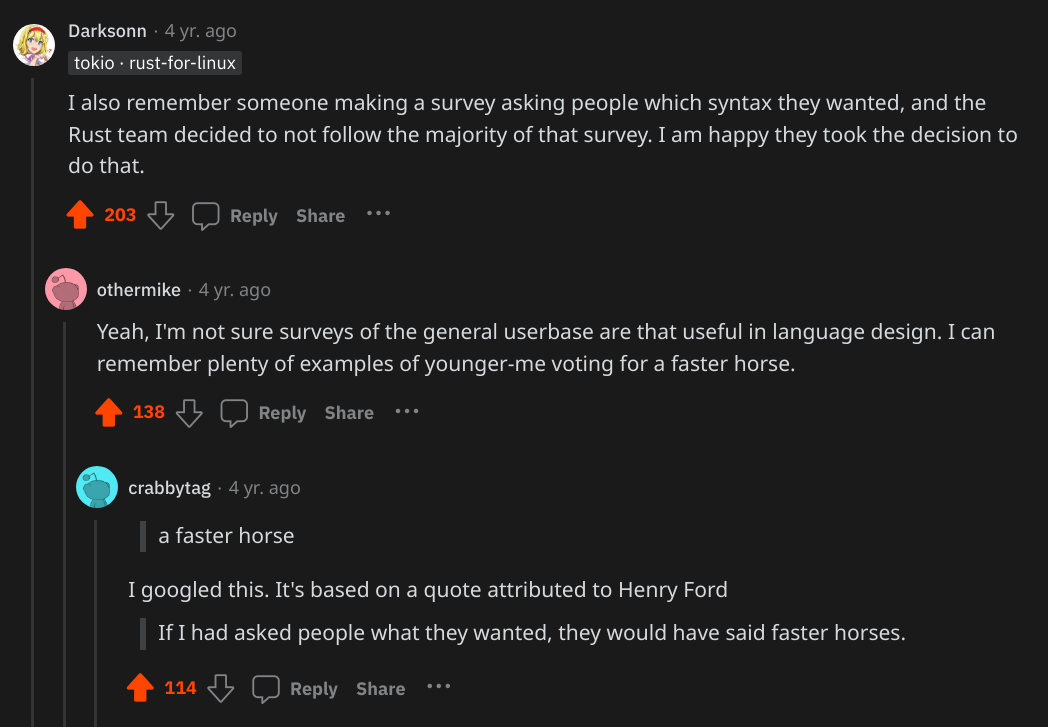 Darksonn · 4 yr. ago
tokio · rust-for-linux
I also remember someone making a survey asking people which syntax they wanted, and the
Rust team decided to not follow the majority of that survey. I am happy they took the decision to
do that.
203 Reply Share ···
othermike · 4 yr. ago
Yeah, I'm not sure surveys of the general userbase are that useful in language design. I can
remember plenty of examples of younger-me voting for a faster horse.
138 Reply Share ···
crabbytag · 4 yr. ago
a faster horse
I googled this. It's based on a quote attributed to Henry Ford
If I had asked people what they wanted, they would have said faster horses.
114 Reply Share ···